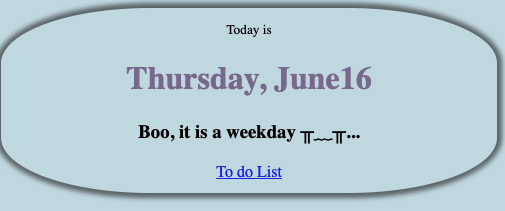 Today is
Thursday, June16
Boo, it is a weekday ╥﹏╥...
To do List